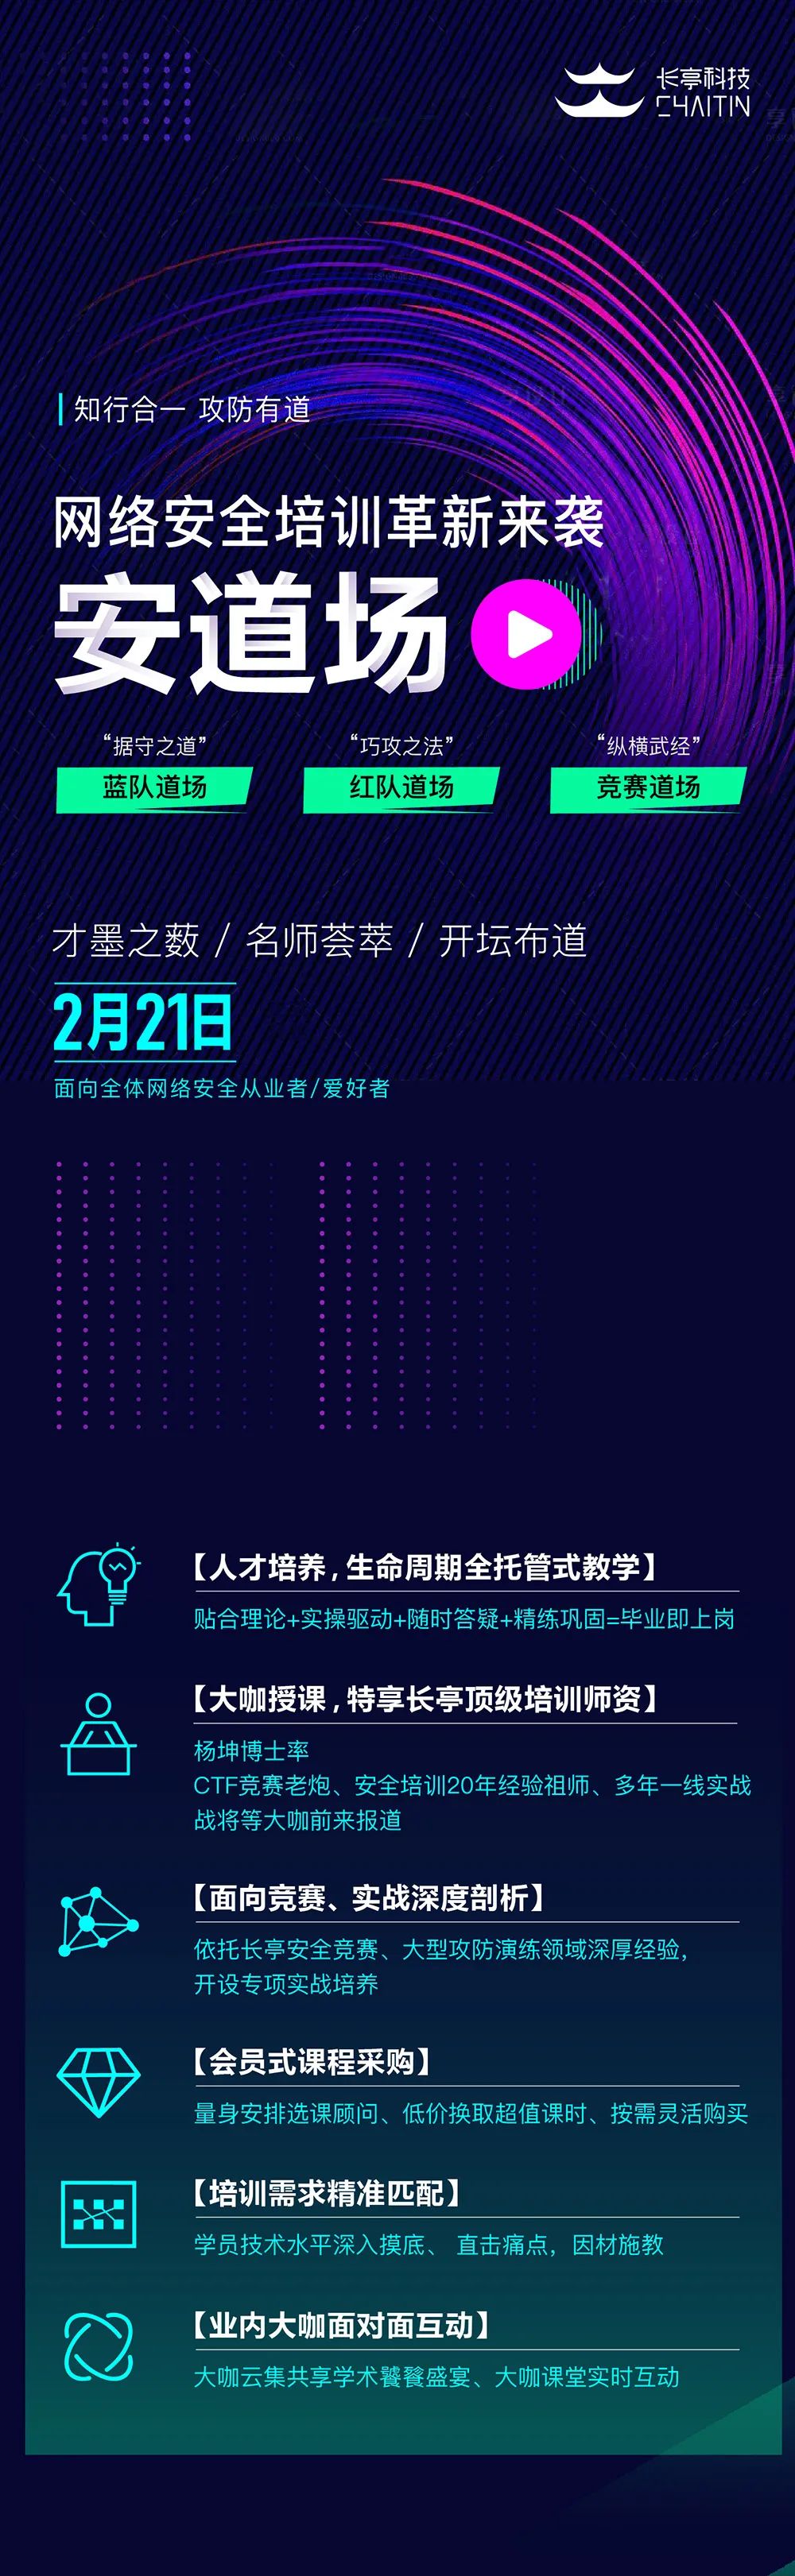 长亭科技
CHAITIN
知行合一 攻防有道
网络安全培训革新来袭
安道场
“据守之道” “巧攻之法” “纵横武经”
蓝队道场 红队道场 竞赛道场
才墨之薮 / 名师荟萃 / 开坛布道
2月21日
面向全体网络安全从业者/爱好者
【人才培养,生命周期全托管式教学】
贴合理论+实操驱动+随时答疑+精练巩固=毕业即上岗
【大咖授课,特享长亭顶级培训师资】
杨坤博士率
CTF竞赛老炮、安全培训20年经验祖师、多年一线实战
战将等大咖前来报道
【面向竞赛、实战深度剖析】
依托长亭安全竞赛、大型攻防演练领域深厚经验,
开设专项实战培养
【会员式课程采购】
量身安排选课顾问、低价换取超值课时、按需灵活购买
【培训需求精准匹配】
学员技术水平深入摸底、 直击痛点，因材施教
【业内大咖面对面互动】
大咖云集共享学术饕餮盛宴、大咖课堂实时互动